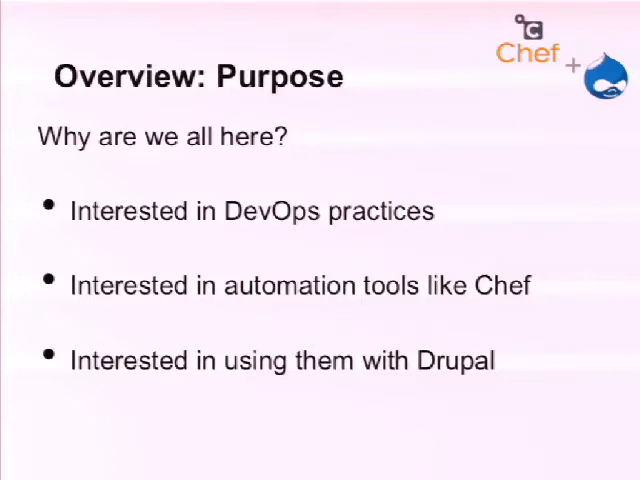 Chef
+
Overview: Purpose
Why are we all here?
• Interested in DevOps practices
• Interested in automation tools like Chef
• Interested in using them with Drupal